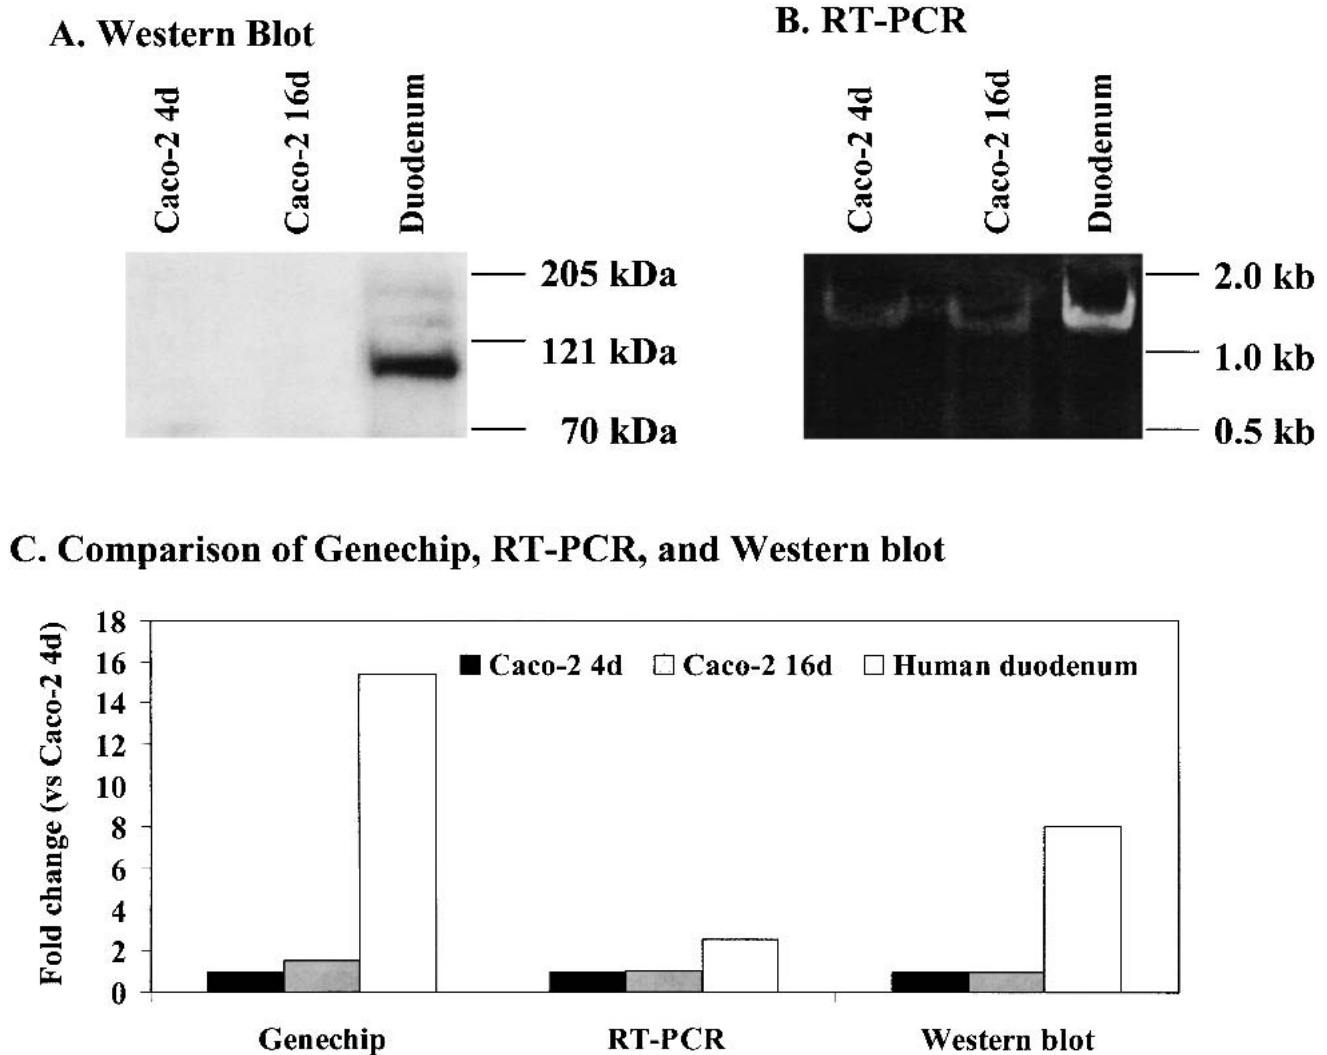 A. Western Blot
Caco-2 4d
Caco-2 16d
Duodenum
205 kDa
121 kDa
70 kDa
B. RT-PCR
Caco-2 4d
Caco-2 16d
Duodenum
2.0 kb
1.0 kb
0.5 kb
C. Comparison of Genechip, RT-PCR, and Western blot
Fold change (vs Caco-2 4d)
18
16
14
12
10
8
6
4
2
0
Caco-2 4d Caco-2 16d Human duodenum
Genechip RT-PCR Western blot